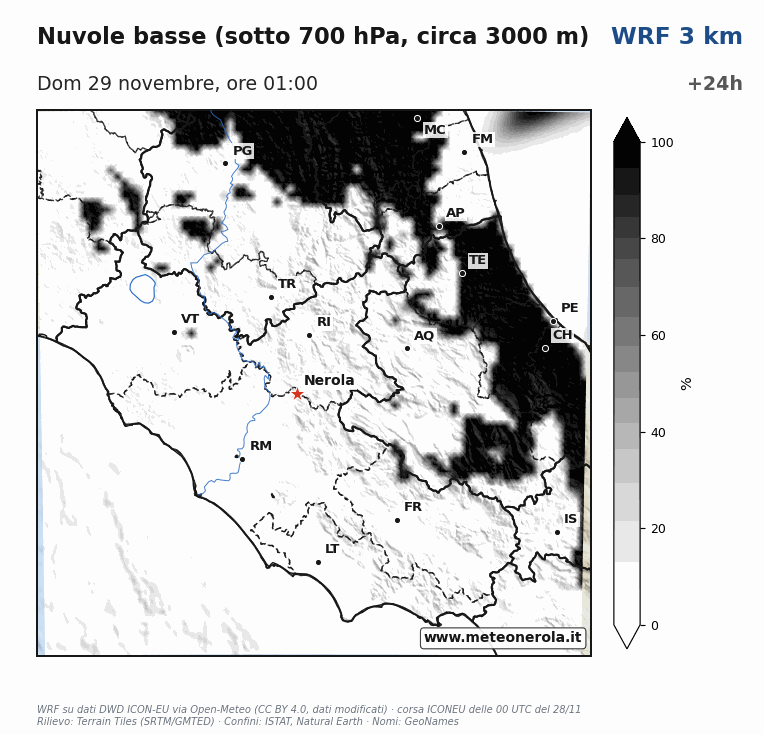 Nuvole basse (sotto 700 hPa, circa 3000 m) WRF 3 km
Dom 29 novembre, ore 01:00 +24h
MC
FM
PG
AP
TE
TR
PE
VT
RI
AQ
CH
Nerola
RM
FR
IS
LT
www.meteonerola.it
100
80
60
40
20
0
%
WRF su dati DWD ICON-EU via Open-Meteo (CC BY 4.0, dati modificati) · corsa ICONEU delle 00 UTC del 28/11
Rilievo: Terrain Tiles (SRTM/GMTED) · Confini: ISTAT, Natural Earth · Nomi: GeoNames